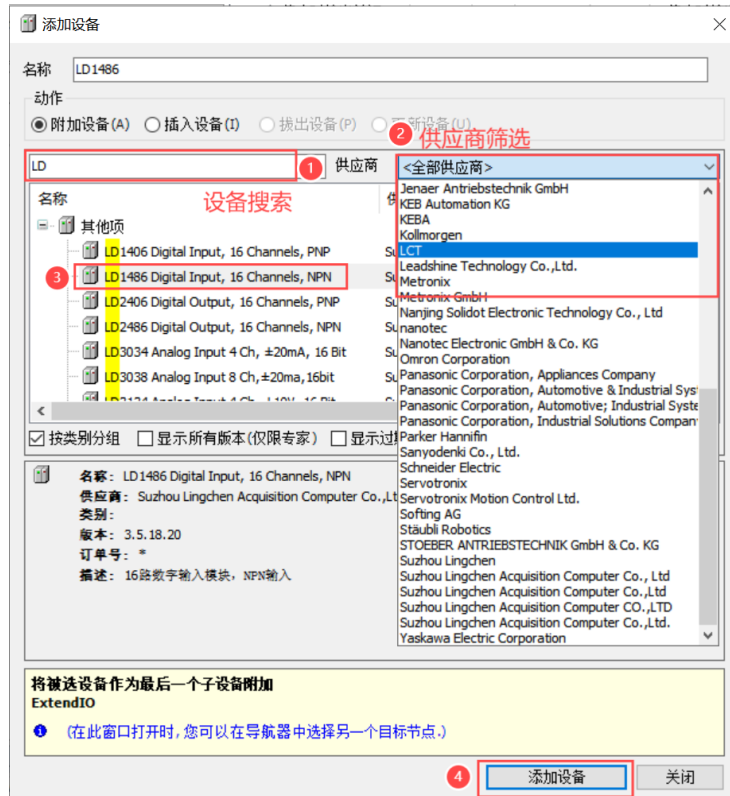 添加设备
名称 LD1486
动作
附加设备(A) 插入设备(I) 拔出设备(P) 更新设备(U)
2 供应商筛选
LD 1 供应商 <全部供应商>
名称 设备搜索 供
其他项
LD1406 Digital Input, 16 Channels, PNP
3 LD1486 Digital Input, 16 Channels, NPN
LD2406 Digital Output, 16 Channels, PNP
LD2486 Digital Output, 16 Channels, NPN
LD3034 Analog Input 4 Ch, ±20mA, 16 Bit
LD3038 Analog Input 8 Ch,±20ma,16bit
Jenaer Antriebstechnik GmbH
KEB Automation KG
KEBA
Kollmorgen
LCT
Leadshine Technology Co.,Ltd.
Metronix
Metronix GmbH
Nanjing Solidot Electronic Technology Co., Ltd
nanotec
Nanotec Electronic GmbH & Co. KG
Omron Corporation
Panasonic Corporation, Appliances Company
Panasonic Corporation, Automotive & Industrial Syst
Panasonic Corporation, Automotive; Industrial Syste
Panasonic Corporation, Industrial Solutions Compan
Parker Hannifin
Sanyodenki Co., Ltd.
Schneider Electric
Servotronix
Servotronix Motion Control Ltd.
Softing AG
Stäubli Robotics
STOEBER ANTRIEBSTECHNIK GmbH & Co. KG
Suzhou Lingchen
Suzhou Lingchen Acquisition Computer Co., Ltd
Suzhou Lingchen Acquisition Computer Co.,Ltd
Suzhou Lingchen Acquisition Computer CO.,LTD
Suzhou Lingchen Acquisition Computer Co.,Ltd.
Yaskawa Electric Corporation
按类别分组 显示所有版本(仅限专家) 显示过
名称: LD1486 Digital Input, 16 Channels, NPN
供应商: Suzhou Lingchen Acquisition Computer Co.,Lt
类别:
版本: 3.5.18.20
订单号: *
描述: 16路数字输入模块，NPN输入
将被选设备作为最后一个子设备附加
ExtendIO
(在此窗口打开时,您可以在导航器中选择另一个目标节点.)
4 添加设备 关闭